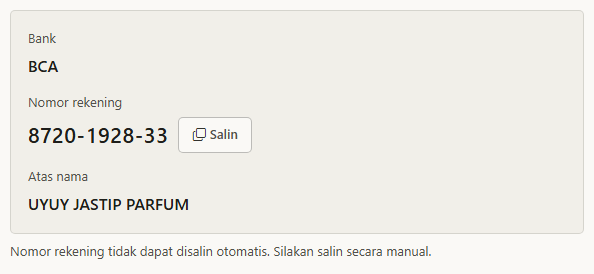 Bank
BCA
Nomor rekening
8720-1928-33
Salin
Atas nama
UYUY JASTIP PARFUM
Nomor rekening tidak dapat disalin otomatis. Silakan salin secara manual.